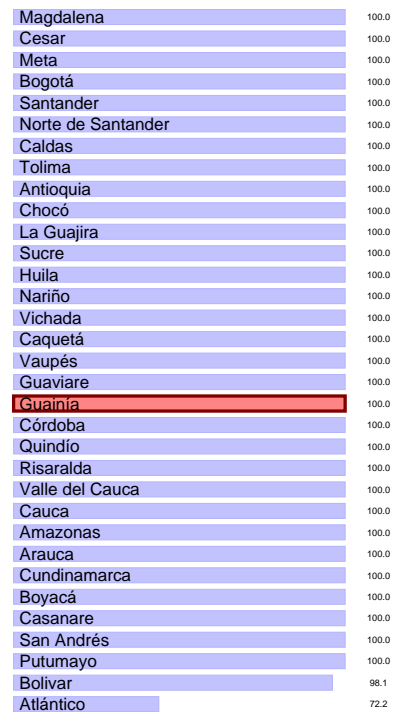 Magdalena 100.0
Cesar 100.0
Meta 100.0
Bogotá 100.0
Santander 100.0
Norte de Santander 100.0
Caldas 100.0
Tolima 100.0
Antioquia 100.0
Chocó 100.0
La Guajira 100.0
Sucre 100.0
Huila 100.0
Nariño 100.0
Vichada 100.0
Caquetá 100.0
Vaupés 100.0
Guaviare 100.0
Guainía 100.0
Córdoba 100.0
Quindío 100.0
Risaralda 100.0
Valle del Cauca 100.0
Cauca 100.0
Amazonas 100.0
Arauca 100.0
Cundinamarca 100.0
Boyacá 100.0
Casanare 100.0
San Andrés 100.0
Putumayo 100.0
Bolivar 98.1
Atlántico 72.2